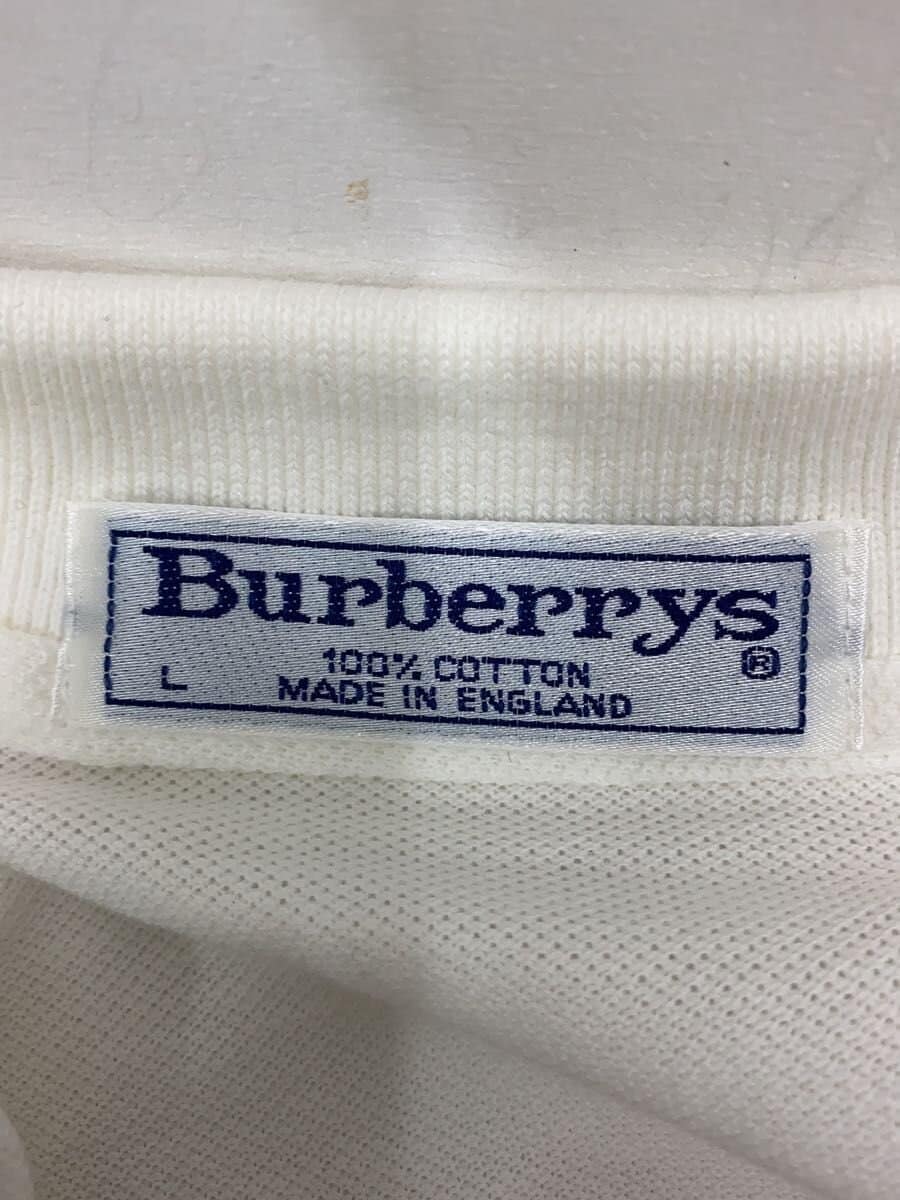 Burberrys
®
100% COTTON
L
MADE IN ENGLAND